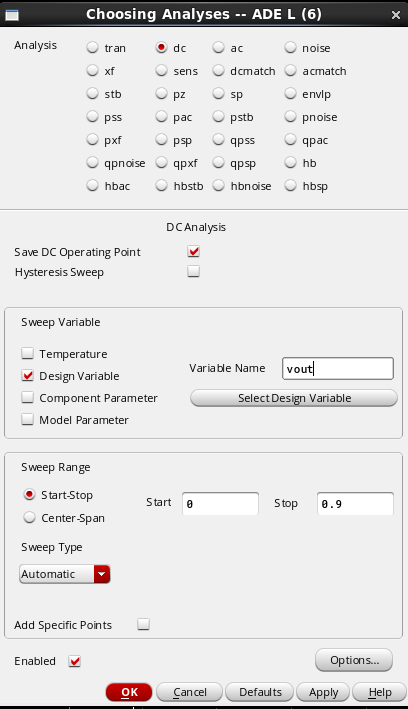 Choosing Analyses -- ADE L (6)
Analysis tran dc ac noise
xf sens dcmatch acmatch
stb pz sp envlp
pss pac pstb pnoise
pxf psp qpss qpac
qpnoise qpxf qpsp hb
hbac hbstb hbnoise hbsp
DC Analysis
Save DC Operating Point
Hysteresis Sweep
Sweep Variable
Temperature
Design Variable
Component Parameter
Model Parameter
Variable Name vout
Select Design Variable
Sweep Range
Start-Stop
Center-Span
Start 0 Stop 0.9
Sweep Type
Automatic
Add Specific Points
Enabled
Options...
OK Cancel Defaults Apply Help